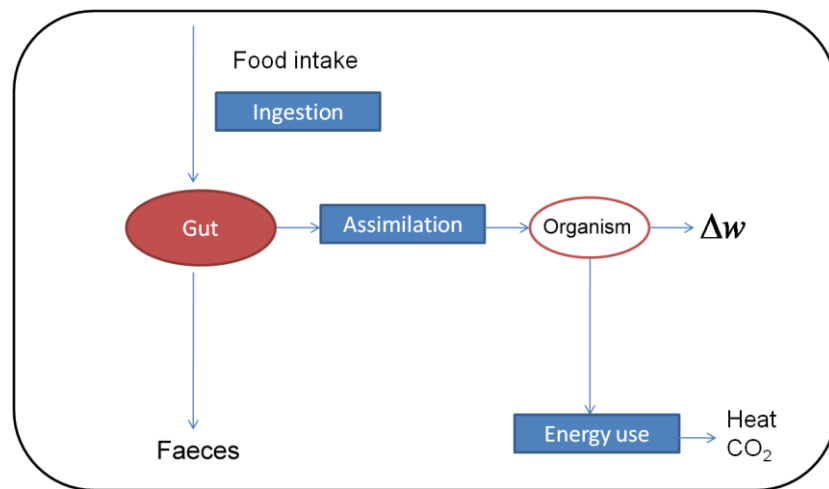 Food intake
Ingestion
Gut
Assimilation
Organism
Δw
Faeces
Energy use
Heat
CO₂